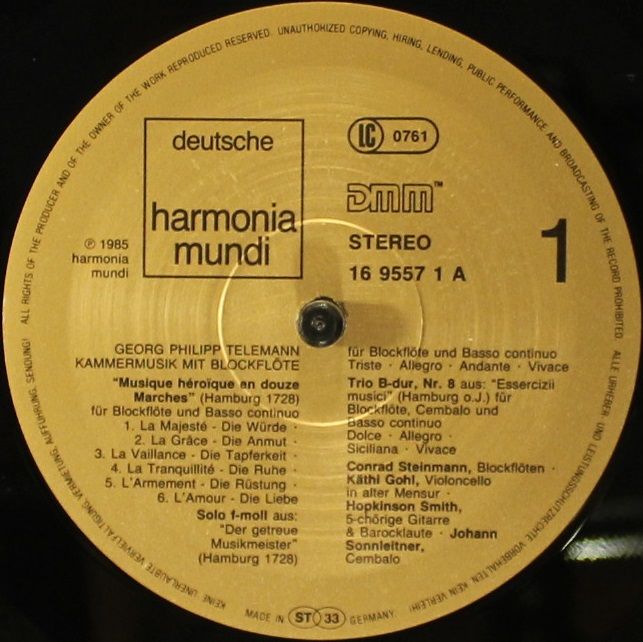 ALL RIGHTS OF THE PRODUCER AND OF THE OWNER OF THE WORK REPRODUCED RESERVED. UNAUTHORIZED COPYING, HIRING, LENDING, PUBLIC PERFORMANCE AND BROADCASTING OF THE RECORD PROHIBITED. ALLE URHEBER- UND LEISTUNGSSCHUTZRECHTE VORBEHALTEN. KEIN VERLEIH! KEINE UNERLAUBTE VERVIELFÄLTIGUNG, VERMIETUNG, AUFFÜHRUNG, SENDUNG!
deutsche
harmonia
mundi
LC 0761
DMM™
STEREO
16 9557 1 A
1
℗ 1985
harmonia
mundi
GEORG PHILIPP TELEMANN
KAMMERMUSIK MIT BLOCKFLÖTE
"Musique héroïque en douze
Marches" (Hamburg 1728)
für Blockflöte und Basso continuo
1. La Majesté - Die Würde ·
2. La Grâce - Die Anmut ·
3. La Vaillance - Die Tapferkeit ·
4. La Tranquillité - Die Ruhe ·
5. L'Armement - Die Rüstung ·
6. L'Amour - Die Liebe
Solo f-moll aus:
"Der getreue
Musikmeister"
(Hamburg 1728)
für Blockflöte und Basso continuo
Triste · Allegro · Andante · Vivace
Trio B-dur, Nr. 8 aus: "Essercizii
musici" (Hamburg o.J.) für
Blockflöte, Cembalo und
Basso continuo
Dolce · Allegro ·
Siciliana · Vivace
Conrad Steinmann, Blockflöten ·
Käthi Gohl, Violoncello
in alter Mensur ·
Hopkinson Smith,
5-chörige Gitarre
& Barocklaute · Johann
Sonnleitner,
Cembalo
MADE IN ST 33 GERMANY